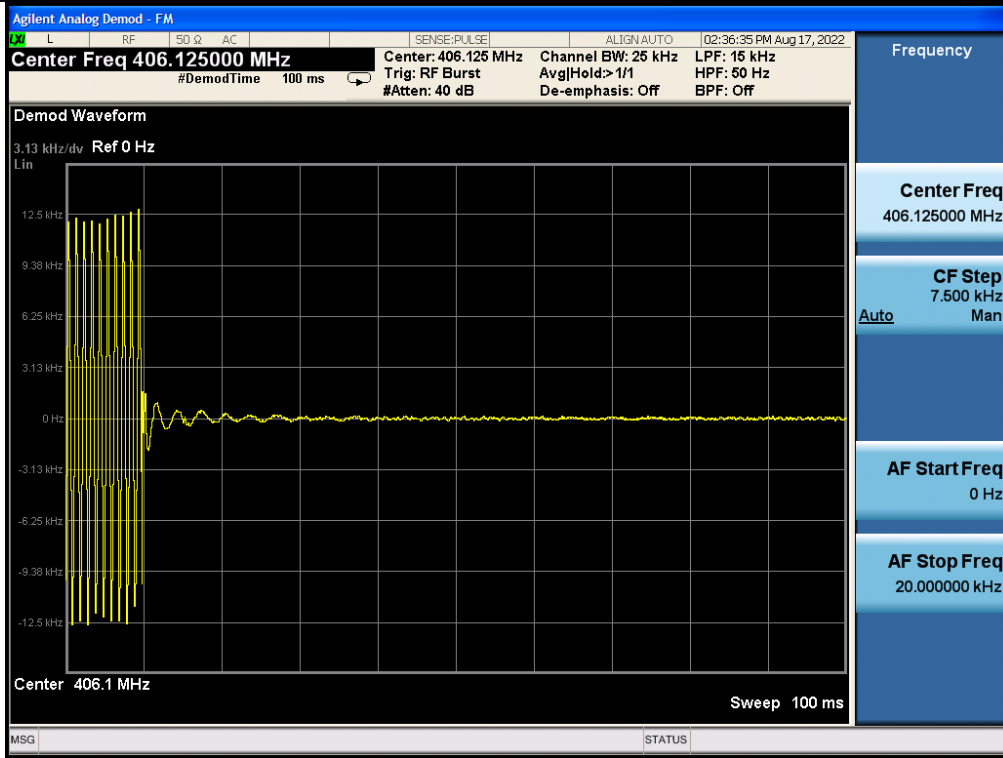 Agilent Analog Demod - FM
LXI L RF 50 Ω AC SENSE:PULSE ALIGN AUTO 02:36:35 PM Aug 17, 2022
Center Freq 406.125000 MHz
#DemodTime 100 ms
Center: 406.125 MHz
Trig: RF Burst
#Atten: 40 dB
Channel BW: 25 kHz
Avg|Hold:>1/1
De-emphasis: Off
LPF: 15 kHz
HPF: 50 Hz
BPF: Off
Demod Waveform
3.13 kHz/dv Ref 0 Hz
Lin
12.5 kHz
9.38 kHz
6.25 kHz
3.13 kHz
0 Hz
-3.13 kHz
-6.25 kHz
-9.38 kHz
-12.5 kHz
Center 406.1 MHz
Sweep 100 ms
MSG STATUS
Frequency
Center Freq
406.125000 MHz
CF Step
7.500 kHz
Auto Man
AF Start Freq
0 Hz
AF Stop Freq
20.000000 kHz